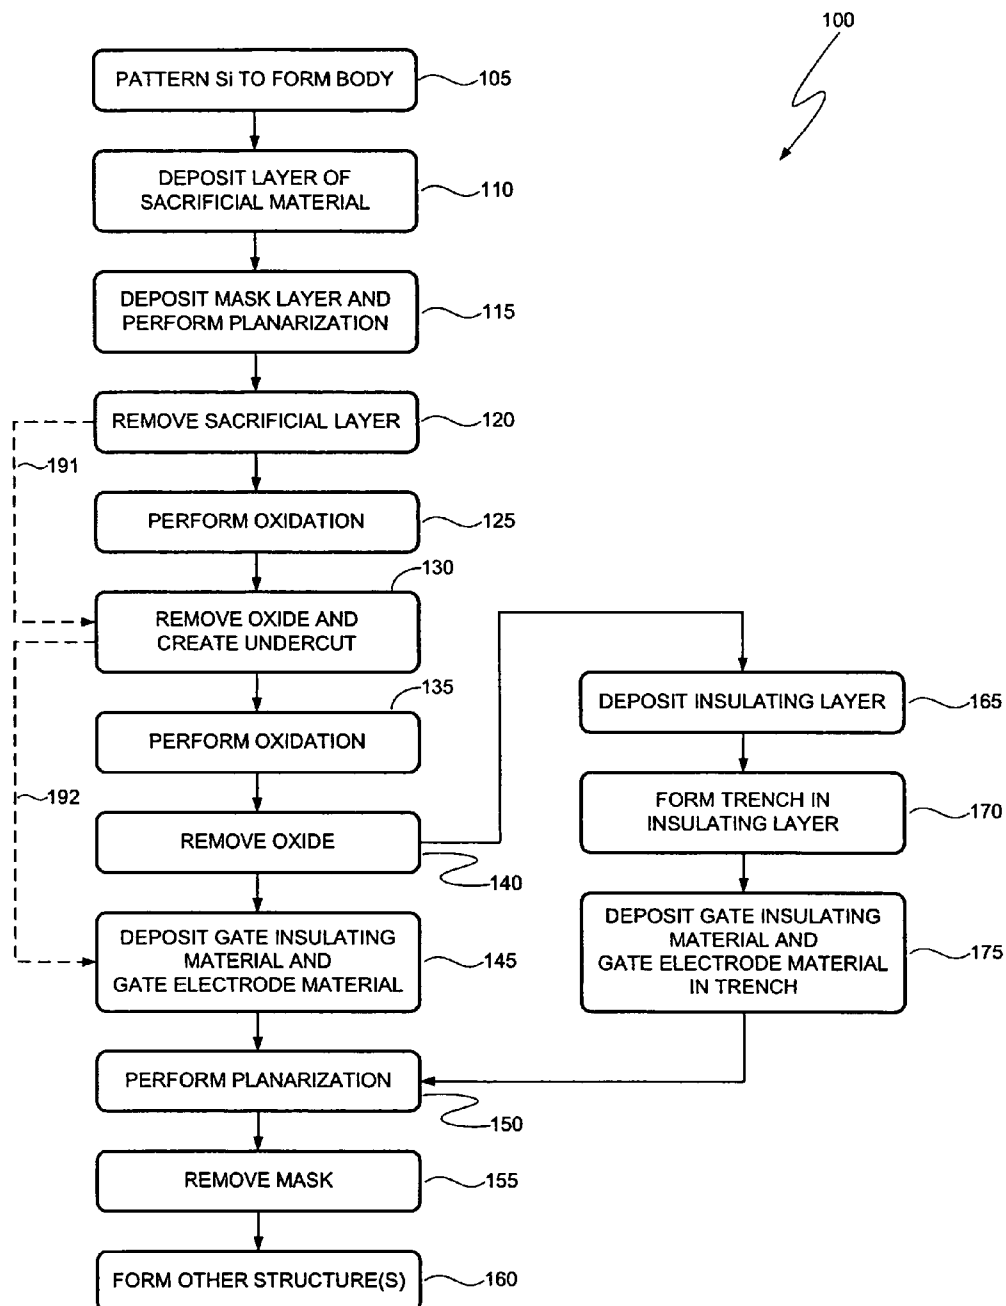 100
PATTERN Si TO FORM BODY
105
DEPOSIT LAYER OF
SACRIFICIAL MATERIAL
110
DEPOSIT MASK LAYER AND
PERFORM PLANARIZATION
115
REMOVE SACRIFICIAL LAYER
120
191
PERFORM OXIDATION
125
130
REMOVE OXIDE AND
CREATE UNDERCUT
135
PERFORM OXIDATION
192
REMOVE OXIDE
140
DEPOSIT GATE INSULATING
MATERIAL AND
GATE ELECTRODE MATERIAL
145
PERFORM PLANARIZATION
150
REMOVE MASK
155
FORM OTHER STRUCTURE(S)
160
DEPOSIT INSULATING LAYER
165
FORM TRENCH IN
INSULATING LAYER
170
DEPOSIT GATE INSULATING
MATERIAL AND
GATE ELECTRODE MATERIAL
IN TRENCH
175